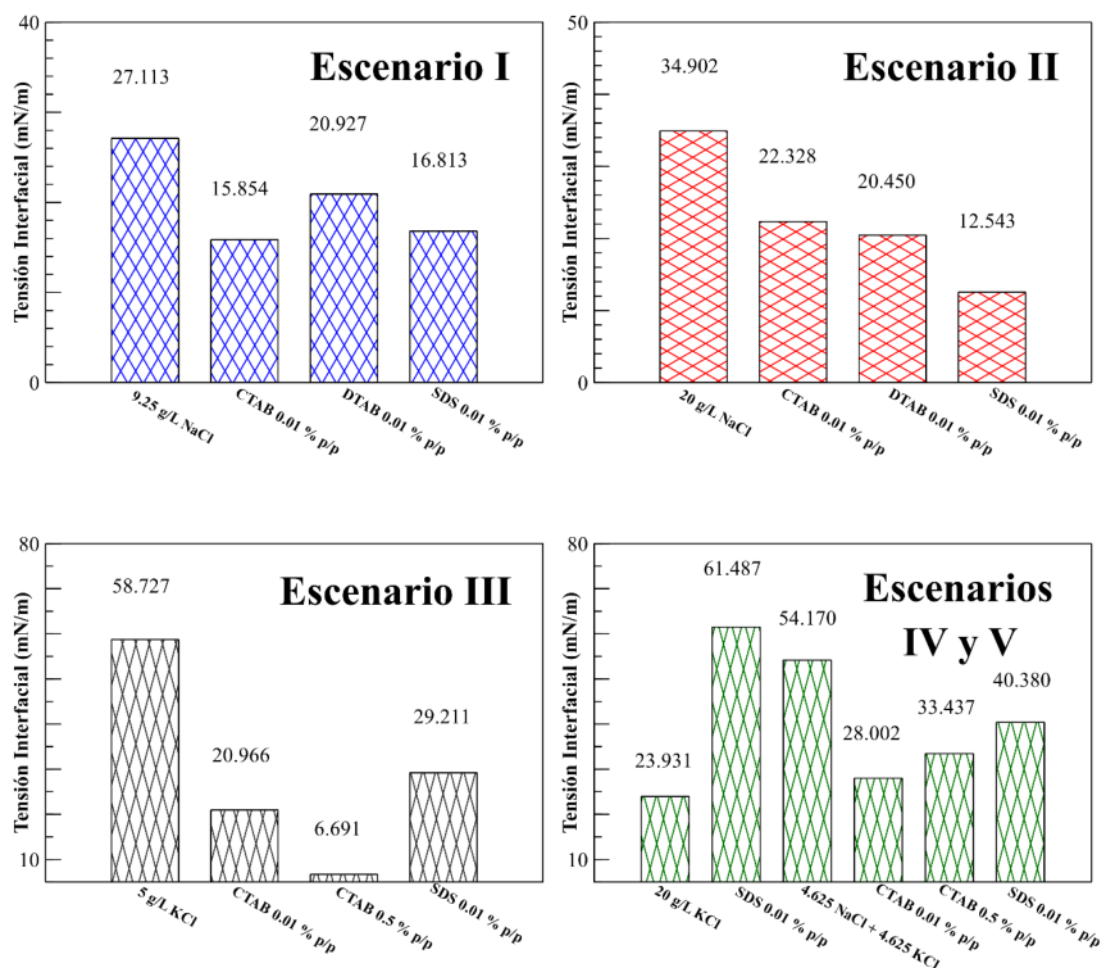 40
Escenario I
27.113
15.854
20.927
16.813
Tensión Interfacial (mN/m)
0
9.25 g/L NaCl
CTAB 0.01 % p/p
DTAB 0.01 % p/p
SDS 0.01 % p/p
50
Escenario II
34.902
22.328
20.450
12.543
Tensión Interfacial (mN/m)
0
20 g/L NaCl
CTAB 0.01 % p/p
DTAB 0.01 % p/p
SDS 0.01 % p/p
80
Escenario III
58.727
20.966
6.691
29.211
Tensión Interfacial (mN/m)
10
5 g/L KCl
CTAB 0.01 % p/p
CTAB 0.5 % p/p
SDS 0.01 % p/p
80
Escenarios
IV y V
23.931
61.487
54.170
28.002
33.437
40.380
Tensión Interfacial (mN/m)
10
20 g/L KCl
SDS 0.01 % p/p
4.625 NaCl + 4.625 KCl
CTAB 0.01 % p/p
CTAB 0.5 % p/p
SDS 0.01 % p/p